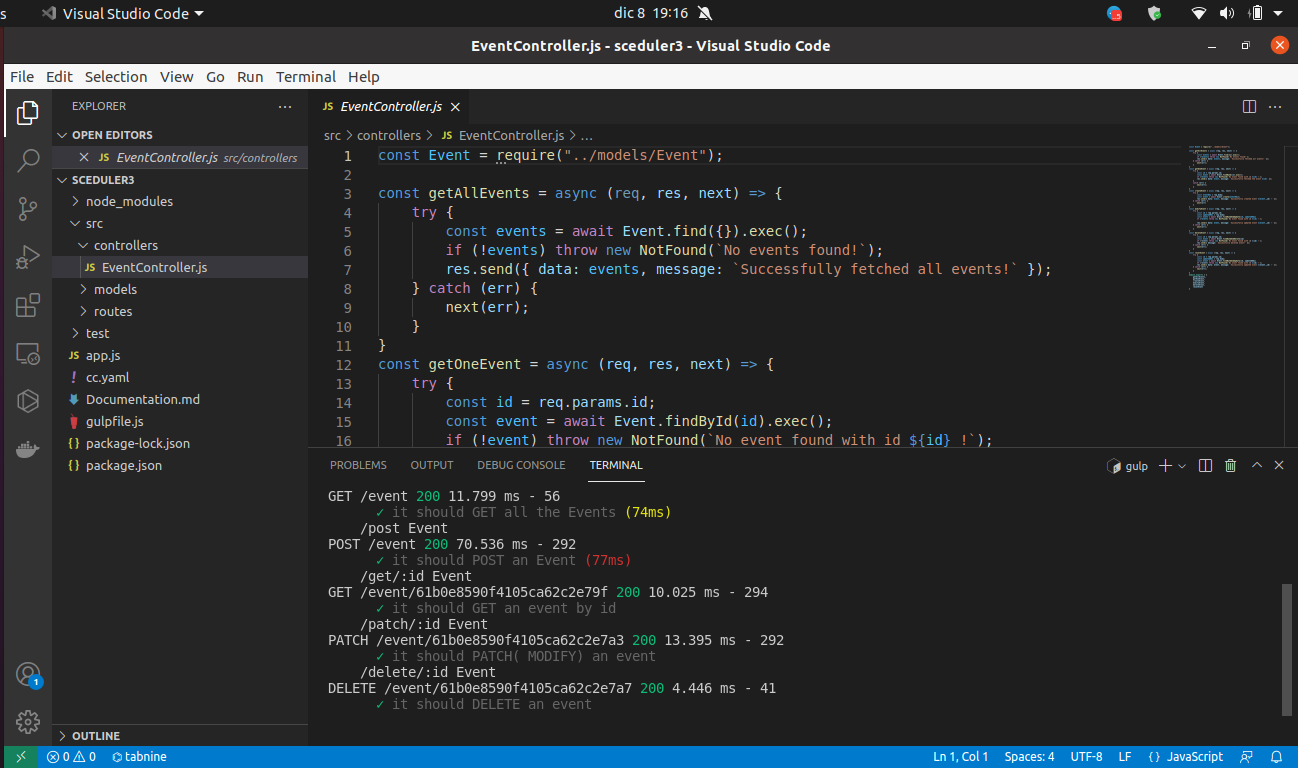 s Visual Studio Code dic 8 19:16
EventController.js - sceduler3 - Visual Studio Code
File Edit Selection View Go Run Terminal Help
EXPLORER
OPEN EDITORS
JS EventController.js src/controllers
SCEDULER3
node_modules
src
controllers
JS EventController.js
models
routes
test
JS app.js
! cc.yaml
Documentation.md
gulpfile.js
{} package-lock.json
{} package.json
OUTLINE
1
JS EventController.js
src > controllers > JS EventController.js > ...
1 const Event = require("../models/Event");
2
3 const getAllEvents = async (req, res, next) => {
4 try {
5 const events = await Event.find({}).exec();
6 if (!events) throw new NotFound(`No events found!`);
7 res.send({ data: events, message: `Successfully fetched all events!` });
8 } catch (err) {
9 next(err);
10 }
11 }
12 const getOneEvent = async (req, res, next) => {
13 try {
14 const id = req.params.id;
15 const event = await Event.findById(id).exec();
16 if (!event) throw new NotFound(`No event found with id ${id} !`);
PROBLEMS OUTPUT DEBUG CONSOLE TERMINAL gulp
GET /event 200 11.799 ms - 56
✓ it should GET all the Events (74ms)
/post Event
POST /event 200 70.536 ms - 292
✓ it should POST an Event (77ms)
/get/:id Event
GET /event/61b0e8590f4105ca62c2e79f 200 10.025 ms - 294
✓ it should GET an event by id
/patch/:id Event
PATCH /event/61b0e8590f4105ca62c2e7a3 200 13.395 ms - 292
✓ it should PATCH( MODIFY) an event
/delete/:id Event
DELETE /event/61b0e8590f4105ca62c2e7a7 200 4.446 ms - 41
✓ it should DELETE an event
0 0 tabnine Ln 1, Col 1 Spaces: 4 UTF-8 LF {} JavaScript